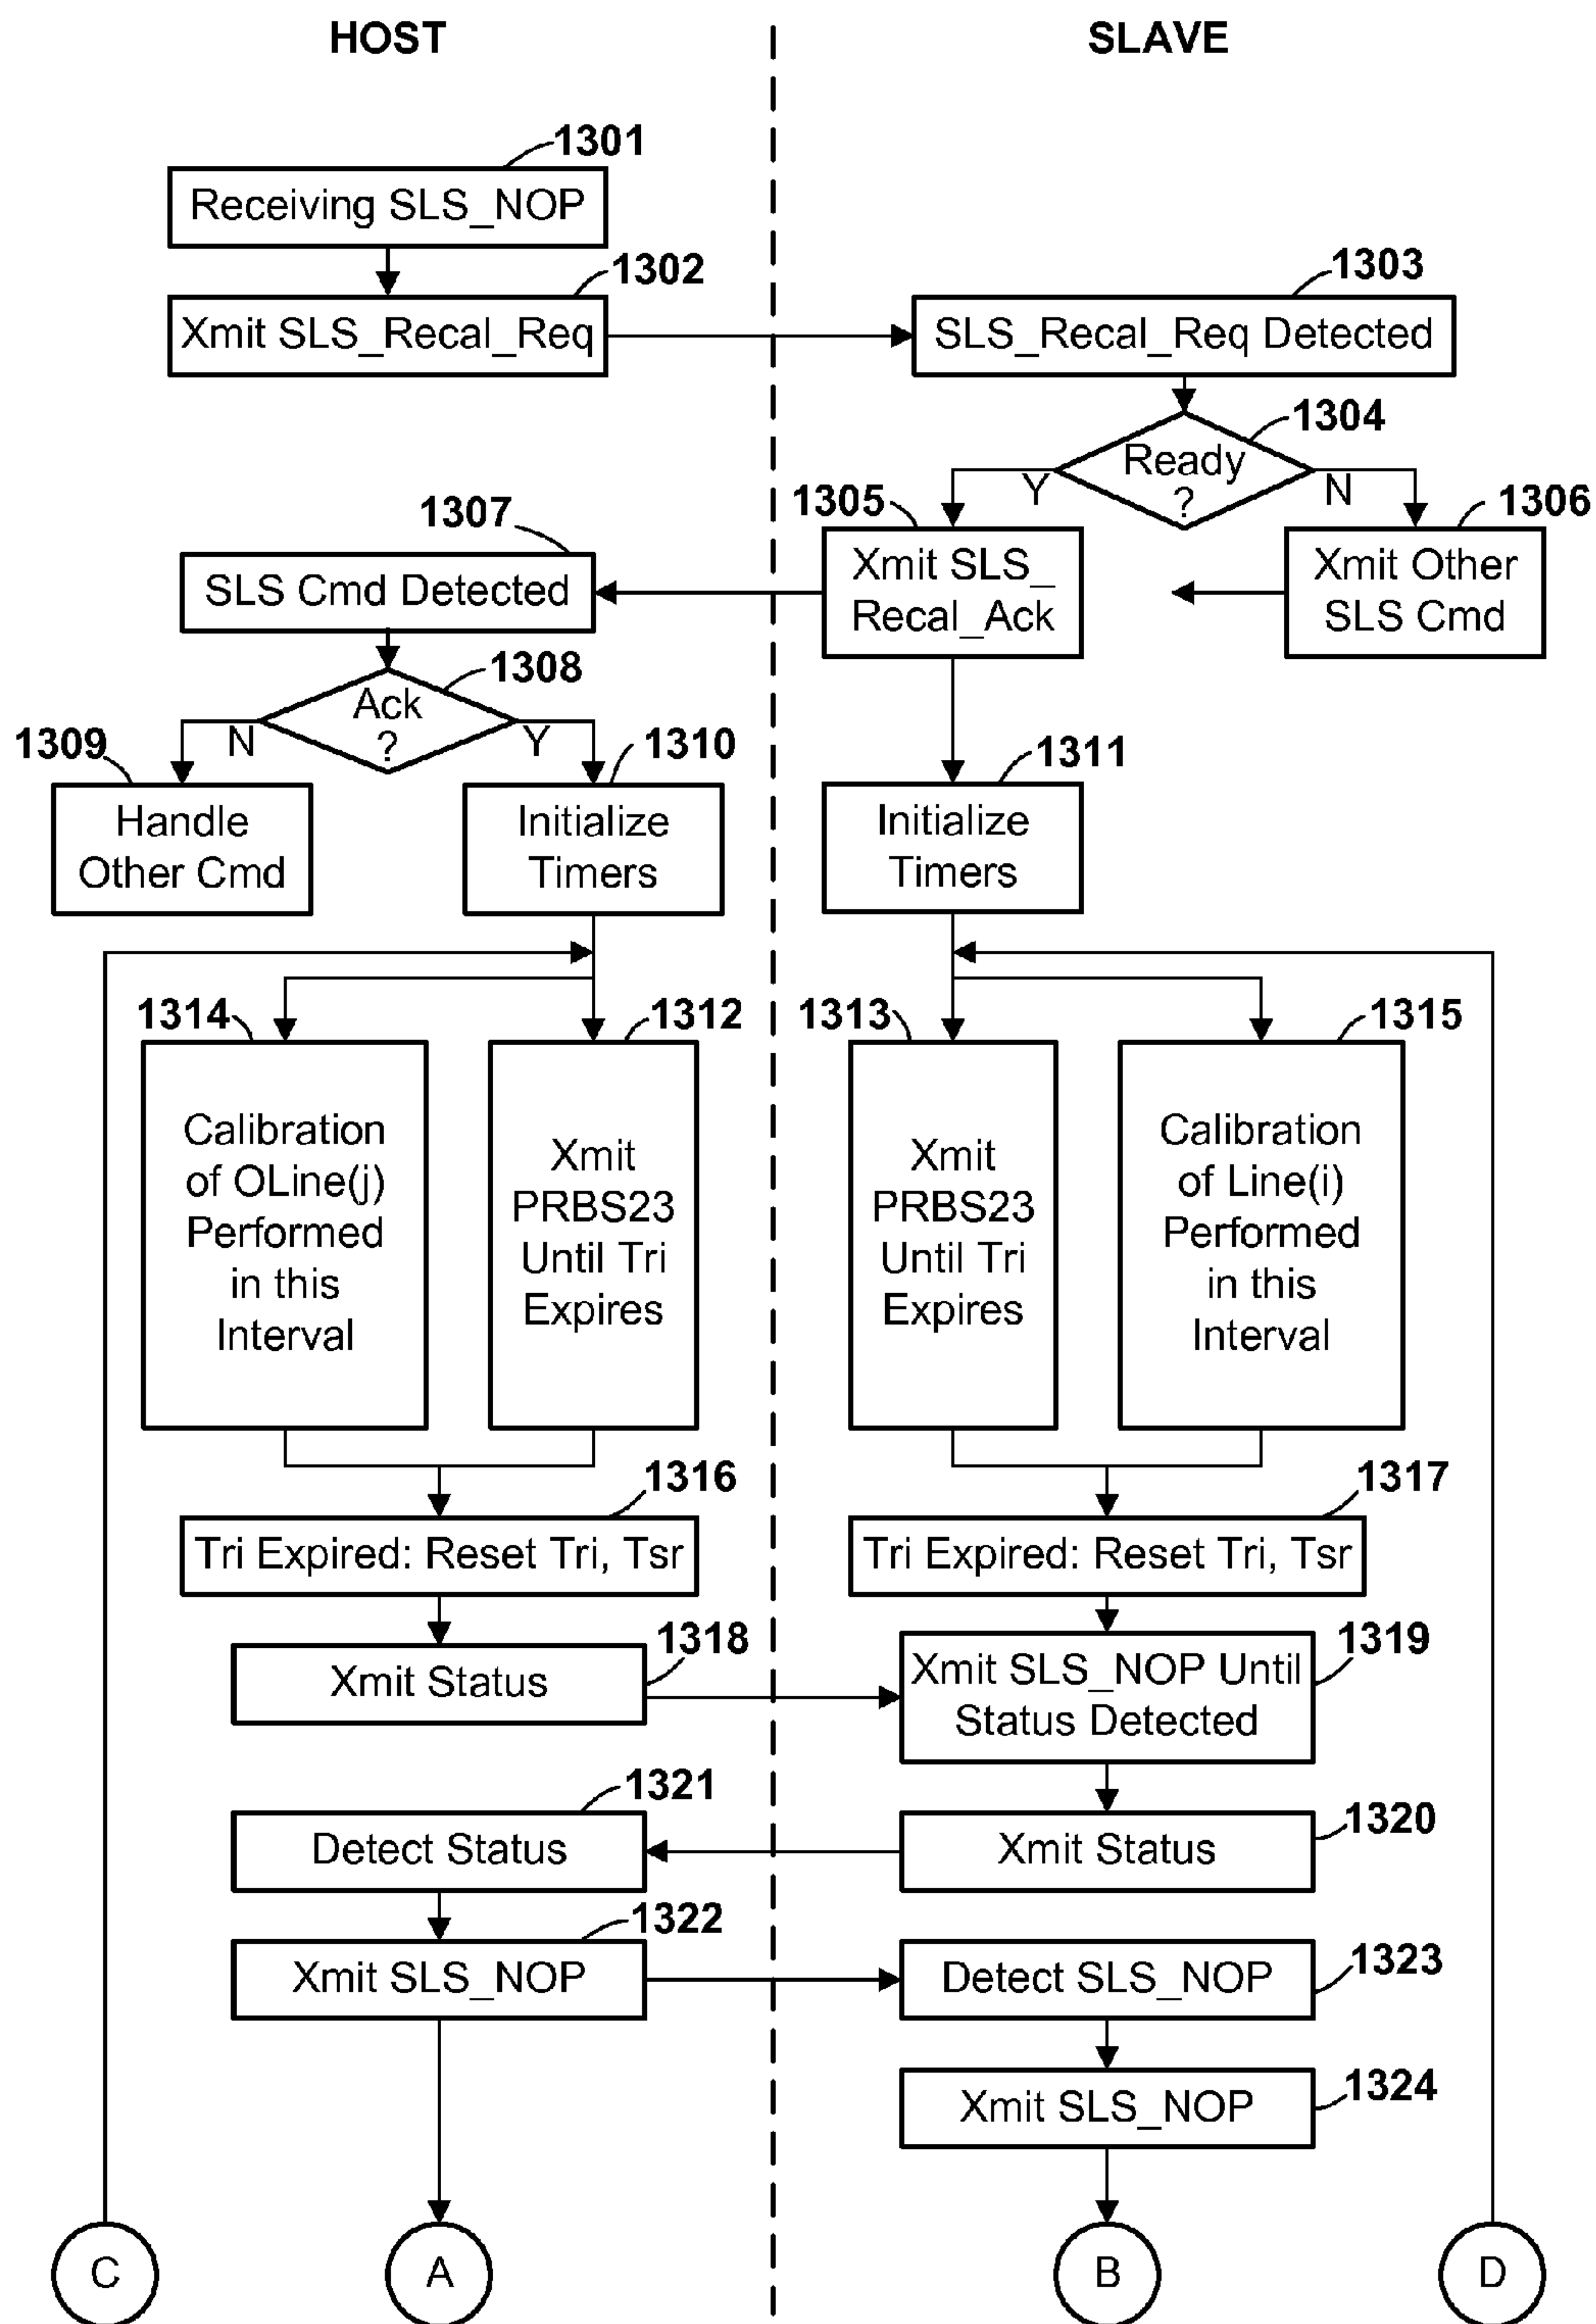 HOST
SLAVE
1301
Receiving SLS_NOP
1302
Xmit SLS_Recal_Req
1303
SLS_Recal_Req Detected
1304
Ready
?
Y
N
1305
Xmit SLS_
Recal_Ack
1306
Xmit Other
SLS Cmd
1307
SLS Cmd Detected
1308
Ack
?
N
Y
1309
Handle
Other Cmd
1310
Initialize
Timers
1311
Initialize
Timers
1314
Calibration
of OLine(j)
Performed
in this
Interval
1312
Xmit
PRBS23
Until Tri
Expires
1313
Xmit
PRBS23
Until Tri
Expires
1315
Calibration
of Line(i)
Performed
in this
Interval
1316
Tri Expired: Reset Tri, Tsr
1317
Tri Expired: Reset Tri, Tsr
1318
Xmit Status
1319
Xmit SLS_NOP Until
Status Detected
1321
Detect Status
1320
Xmit Status
1322
Xmit SLS_NOP
1323
Detect SLS_NOP
1324
Xmit SLS_NOP
C
A
B
D